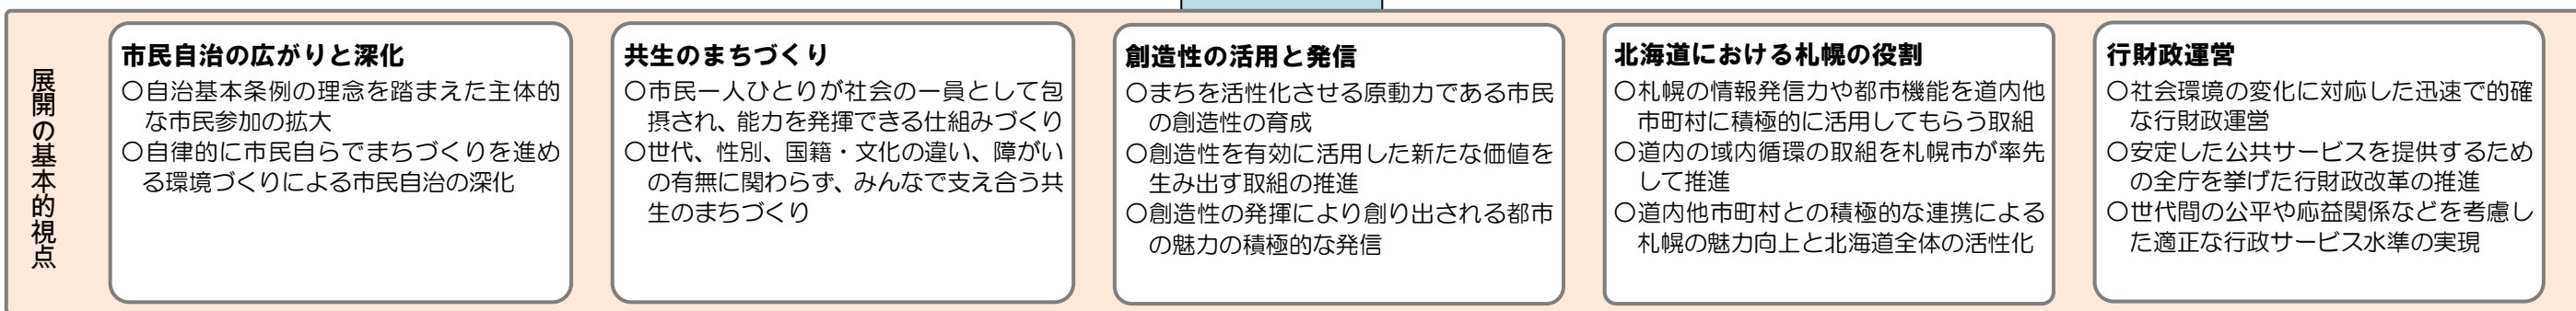 展開の基本的視点
市民自治の広がりと深化
○自治基本条例の理念を踏まえた主体的
な市民参加の拡大
○自律的に市民自らでまちづくりを進め
る環境づくりによる市民自治の深化
共生のまちづくり
○市民一人ひとりが社会の一員として包
摂され、能力を発揮できる仕組みづくり
○世代、性別、国籍・文化の違い、障がい
の有無に関わらず、みんなで支え合う共
生のまちづくり
創造性の活用と発信
○まちを活性化させる原動力である市民
の創造性の育成
○創造性を有効に活用した新たな価値を
生み出す取組の推進
○創造性の発揮により創り出される都市
の魅力の積極的な発信
北海道における札幌の役割
○札幌の情報発信力や都市機能を道内他
市町村に積極的に活用してもらう取組
○道内の域内循環の取組を札幌市が率先
して推進
○道内他市町村との積極的な連携による
札幌の魅力向上と北海道全体の活性化
行財政運営
○社会環境の変化に対応した迅速で的確
な行財政運営
○安定した公共サービスを提供するため
の全庁を挙げた行財政改革の推進
○世代間の公平や応益関係などを考慮し
た適正な行政サービス水準の実現